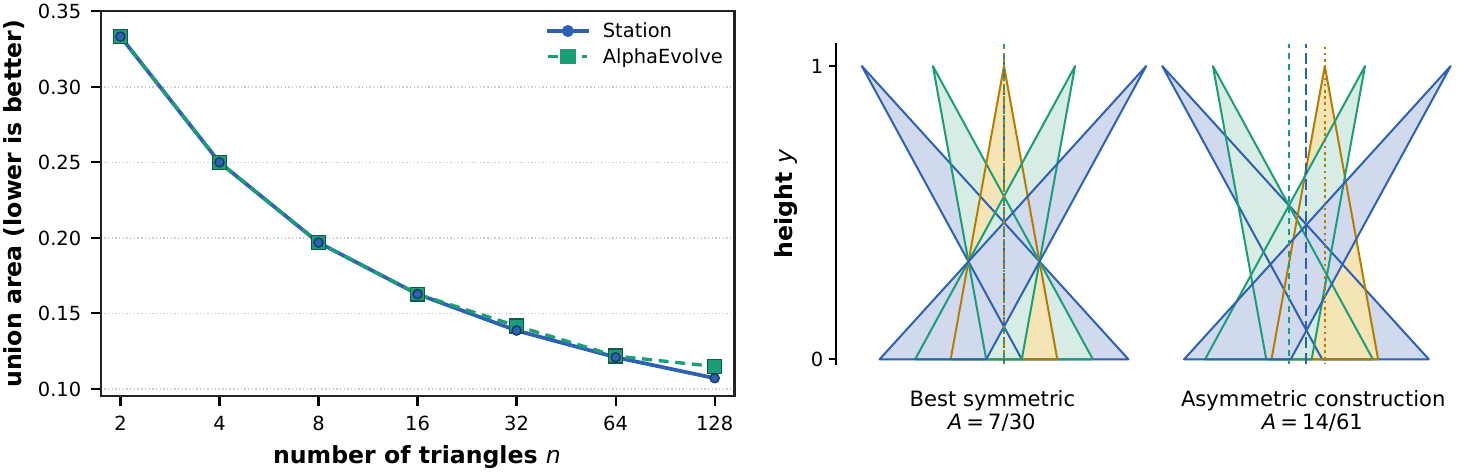 union area (lower is better)
0.35
0.30
0.25
0.20
0.15
0.10
Station
AlphaEvolve
2 4 8 16 32 64 128
number of triangles n
height y
1
0
Best symmetric
A = 7/30
Asymmetric construction
A = 14/61